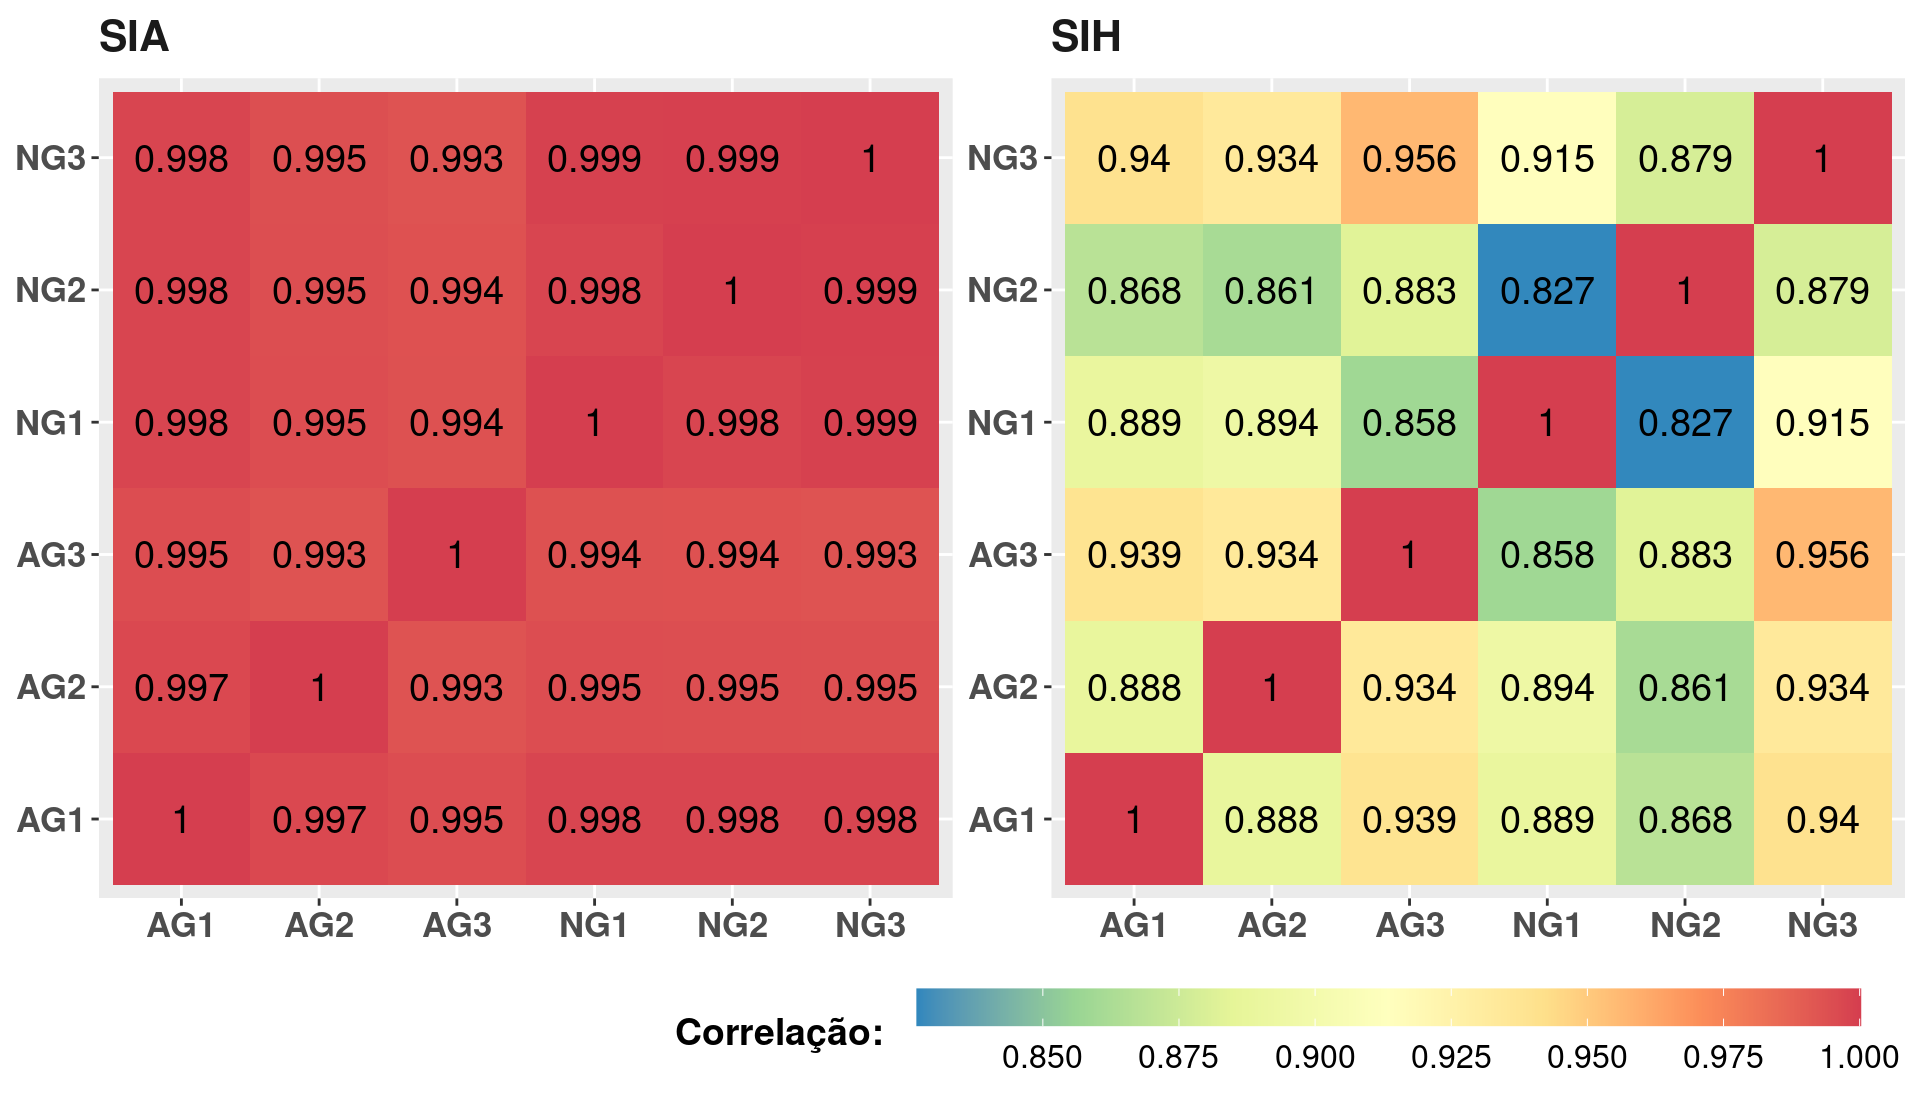 SIA
NG3 0.998 0.995 0.993 0.999 0.999 1
NG2 0.998 0.995 0.994 0.998 1 0.999
NG1 0.998 0.995 0.994 1 0.998 0.999
AG3 0.995 0.993 1 0.994 0.994 0.993
AG2 0.997 1 0.993 0.995 0.995 0.995
AG1 1 0.997 0.995 0.998 0.998 0.998
AG1 AG2 AG3 NG1 NG2 NG3
SIH
NG3 0.94 0.934 0.956 0.915 0.879 1
NG2 0.868 0.861 0.883 0.827 1 0.879
NG1 0.889 0.894 0.858 1 0.827 0.915
AG3 0.939 0.934 1 0.858 0.883 0.956
AG2 0.888 1 0.934 0.894 0.861 0.934
AG1 1 0.888 0.939 0.889 0.868 0.94
AG1 AG2 AG3 NG1 NG2 NG3
Correlação:
0.850 0.875 0.900 0.925 0.950 0.975 1.000